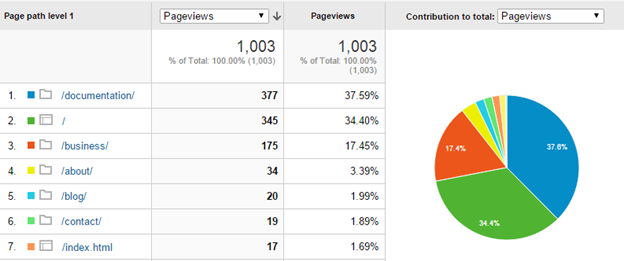 Page path level 1 Pageviews Pageviews Contribution to total: Pageviews
1,003 1,003
% of Total: 100.00% (1,003) % of Total: 100.00%
(1,003)
1. /documentation/ 377 37.59%
2. / 345 34.40%
3. /business/ 175 17.45%
4. /about/ 34 3.39%
5. /blog/ 20 1.99%
6. /contact/ 19 1.89%
7. /index.html 17 1.69%
37.6%
17.4%
34.4%